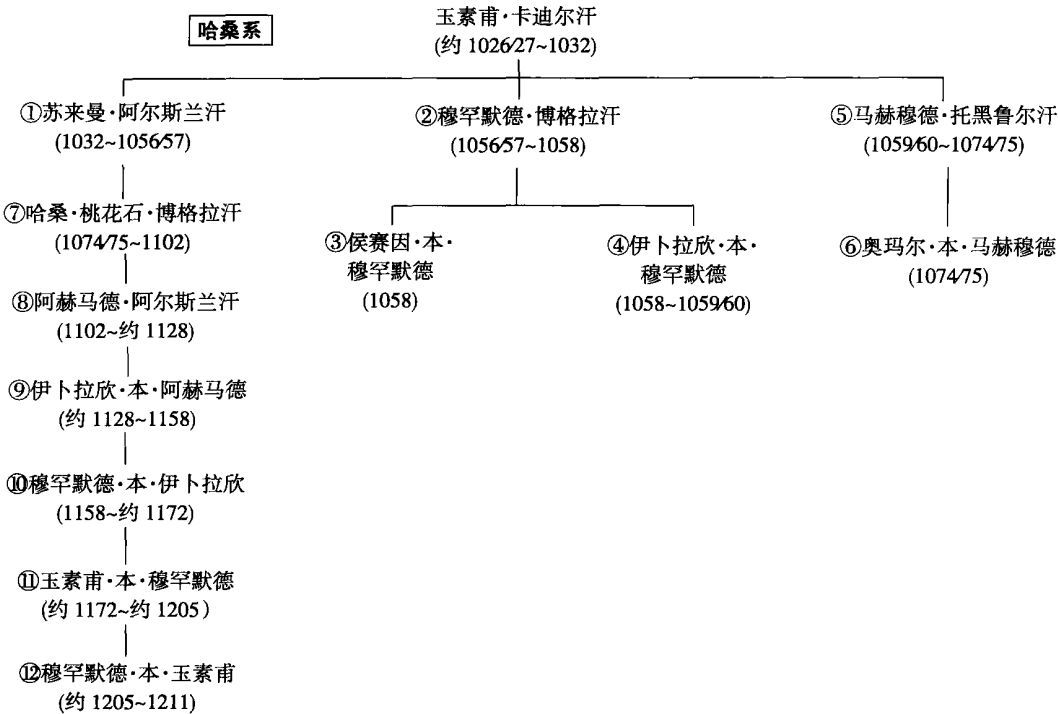 哈桑系
玉素甫·卡迪尔汗
(约 1026/27~1032)
①苏来曼·阿尔斯兰汗
(1032~1056/57)
②穆罕默德·博格拉汗
(1056/57~1058)
⑤马赫穆德·托黑鲁尔汗
(1059/60~1074/75)
⑦哈桑·桃花石·博格拉汗
(1074/75~1102)
③侯赛因·本·
穆罕默德
(1058)
④伊卜拉欣·本·
穆罕默德
(1058~1059/60)
⑥奥玛尔·本·马赫穆德
(1074/75)
⑧阿赫马德·阿尔斯兰汗
(1102~约 1128)
⑨伊卜拉欣·本·阿赫马德
(约 1128~1158)
⑩穆罕默德·本·伊卜拉欣
(1158~约 1172)
⑪玉素甫·本·穆罕默德
(约 1172~约 1205)
⑫穆罕默德·本·玉素甫
(约 1205~1211)